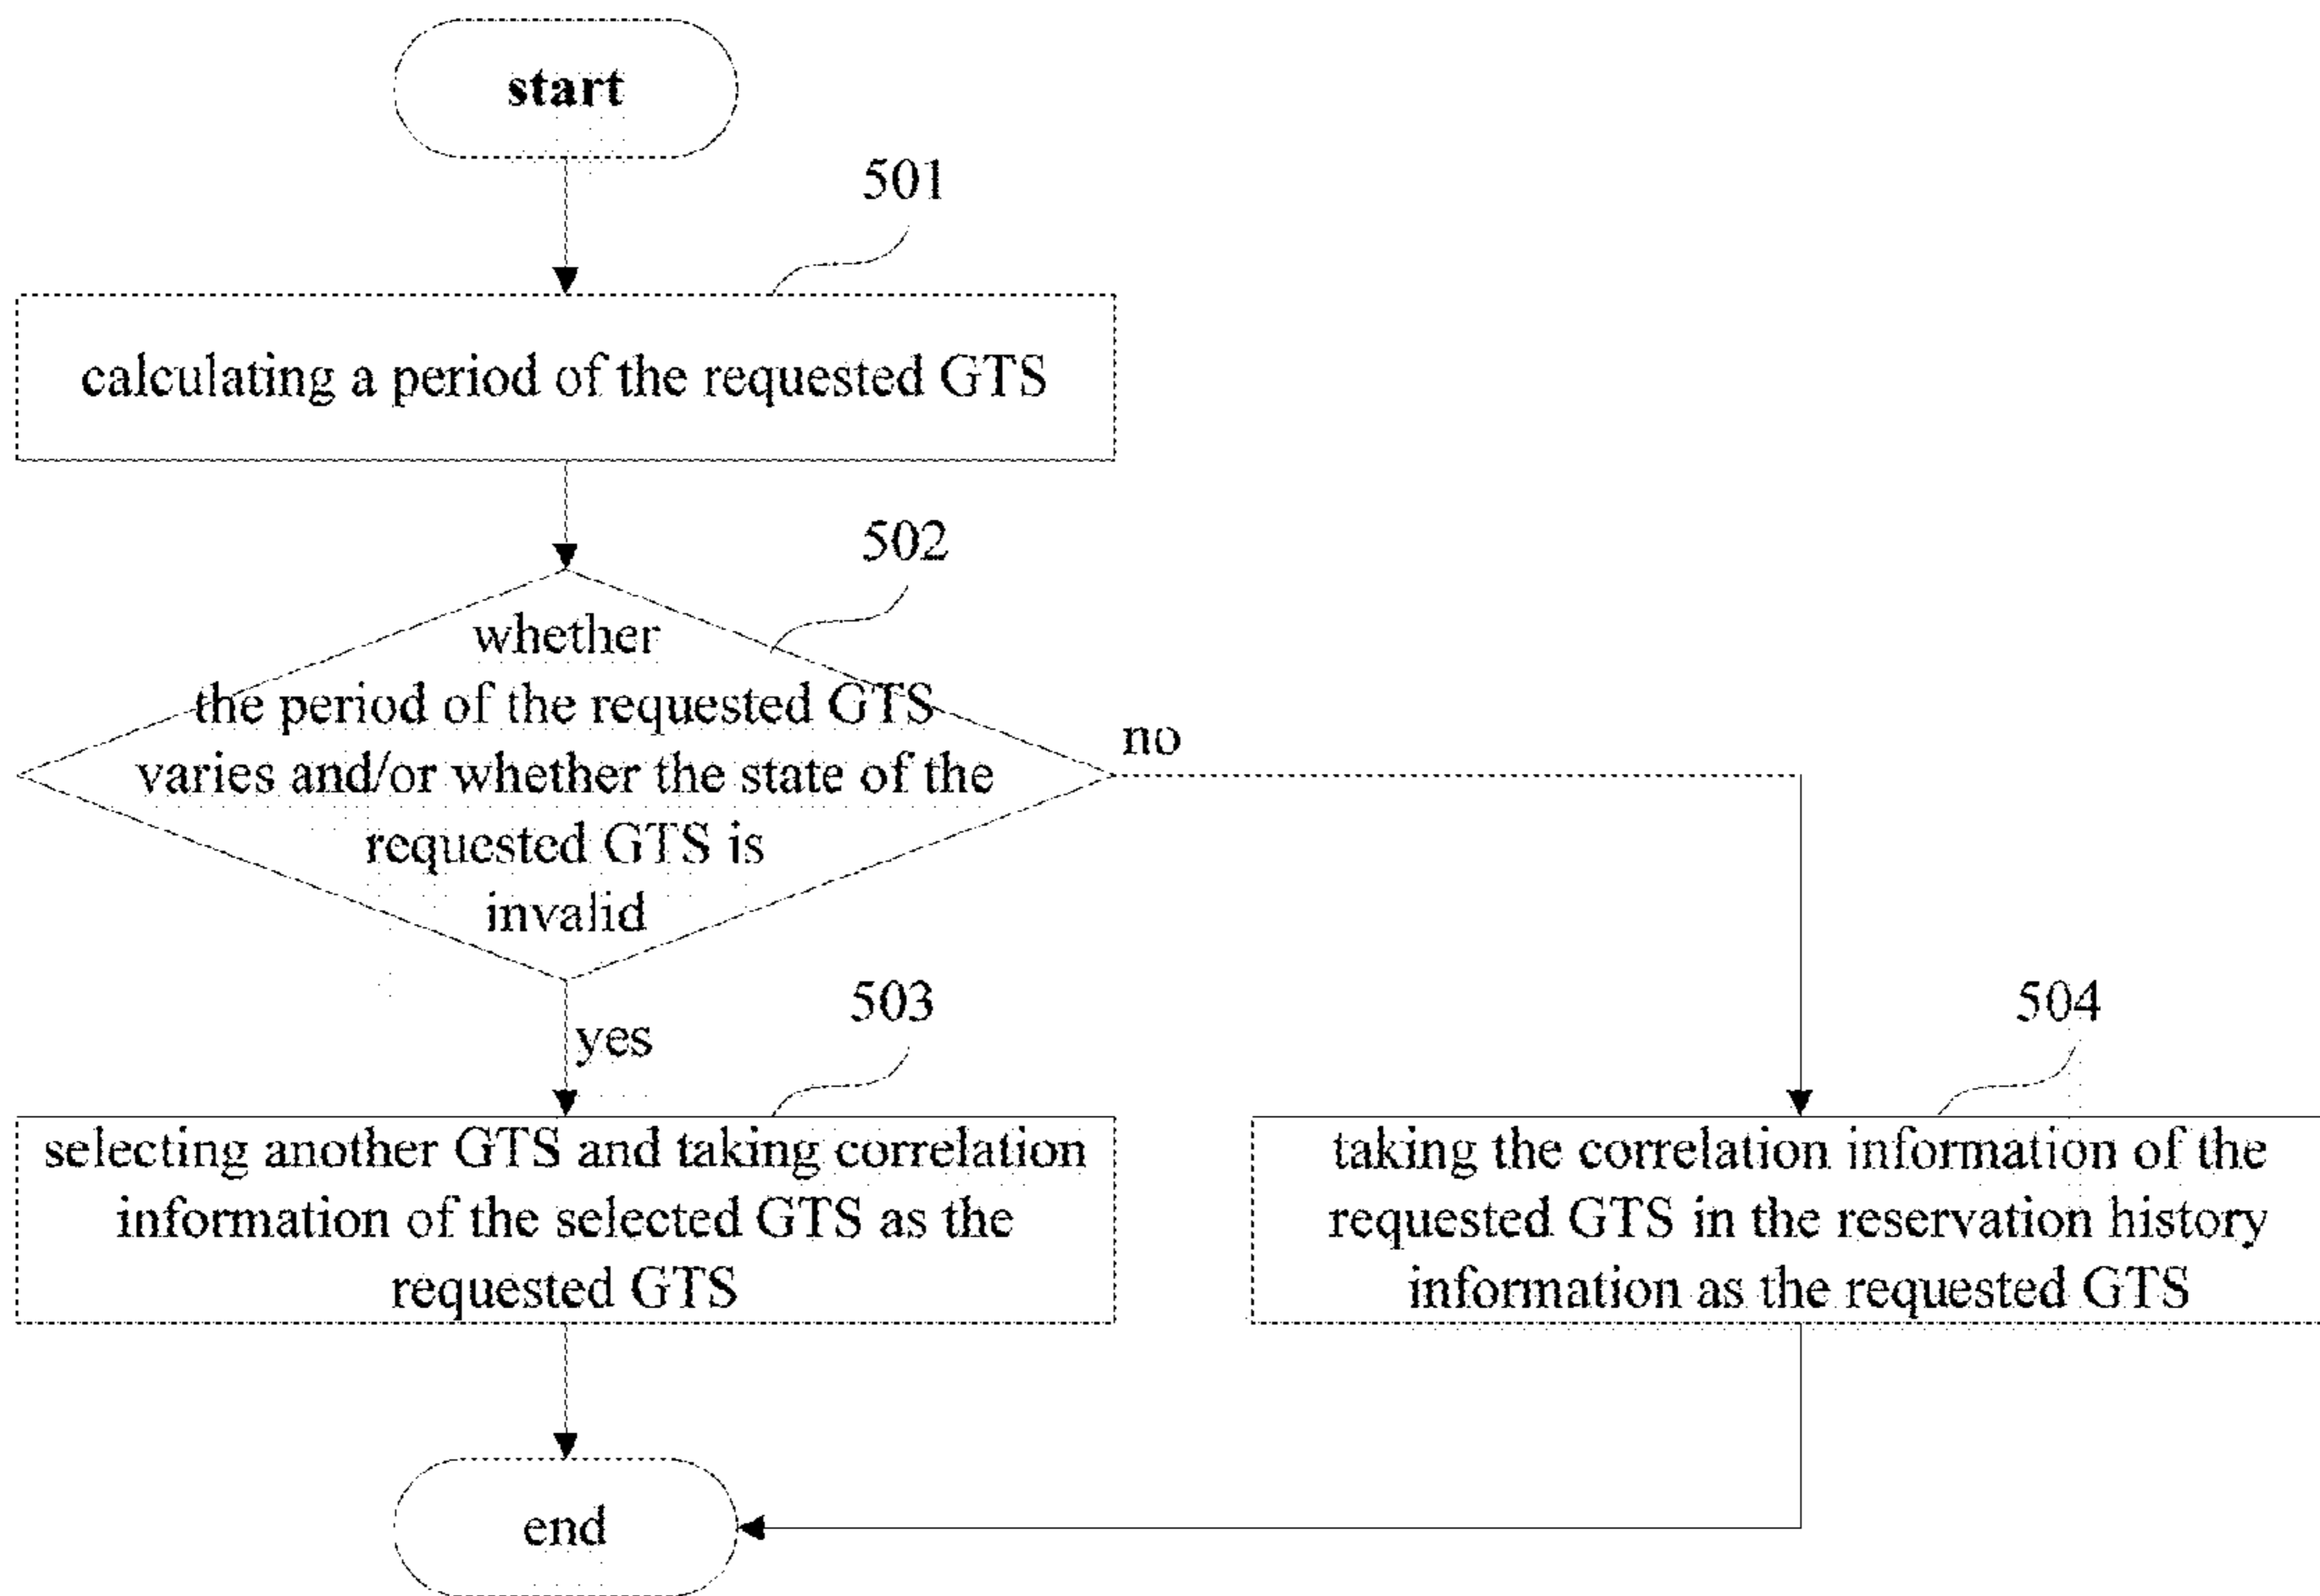 start
501
calculating a period of the requested GTS
502
whether
the period of the requested GTS
varies and/or whether the state of the
requested GTS is
invalid
no
yes
503
selecting another GTS and taking correlation
information of the selected GTS as the
requested GTS
504
taking the correlation information of the
requested GTS in the reservation history
information as the requested GTS
end